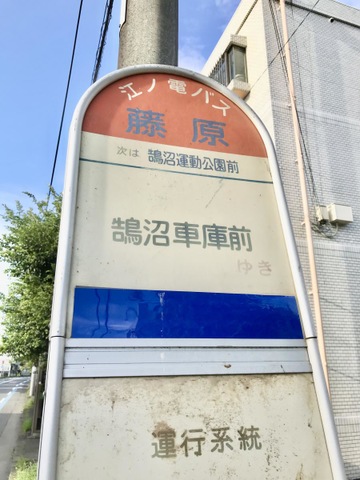 江ノ電バス
藤原
次は 鵠沼運動公園前
鵠沼車庫前
ゆき
運行系統